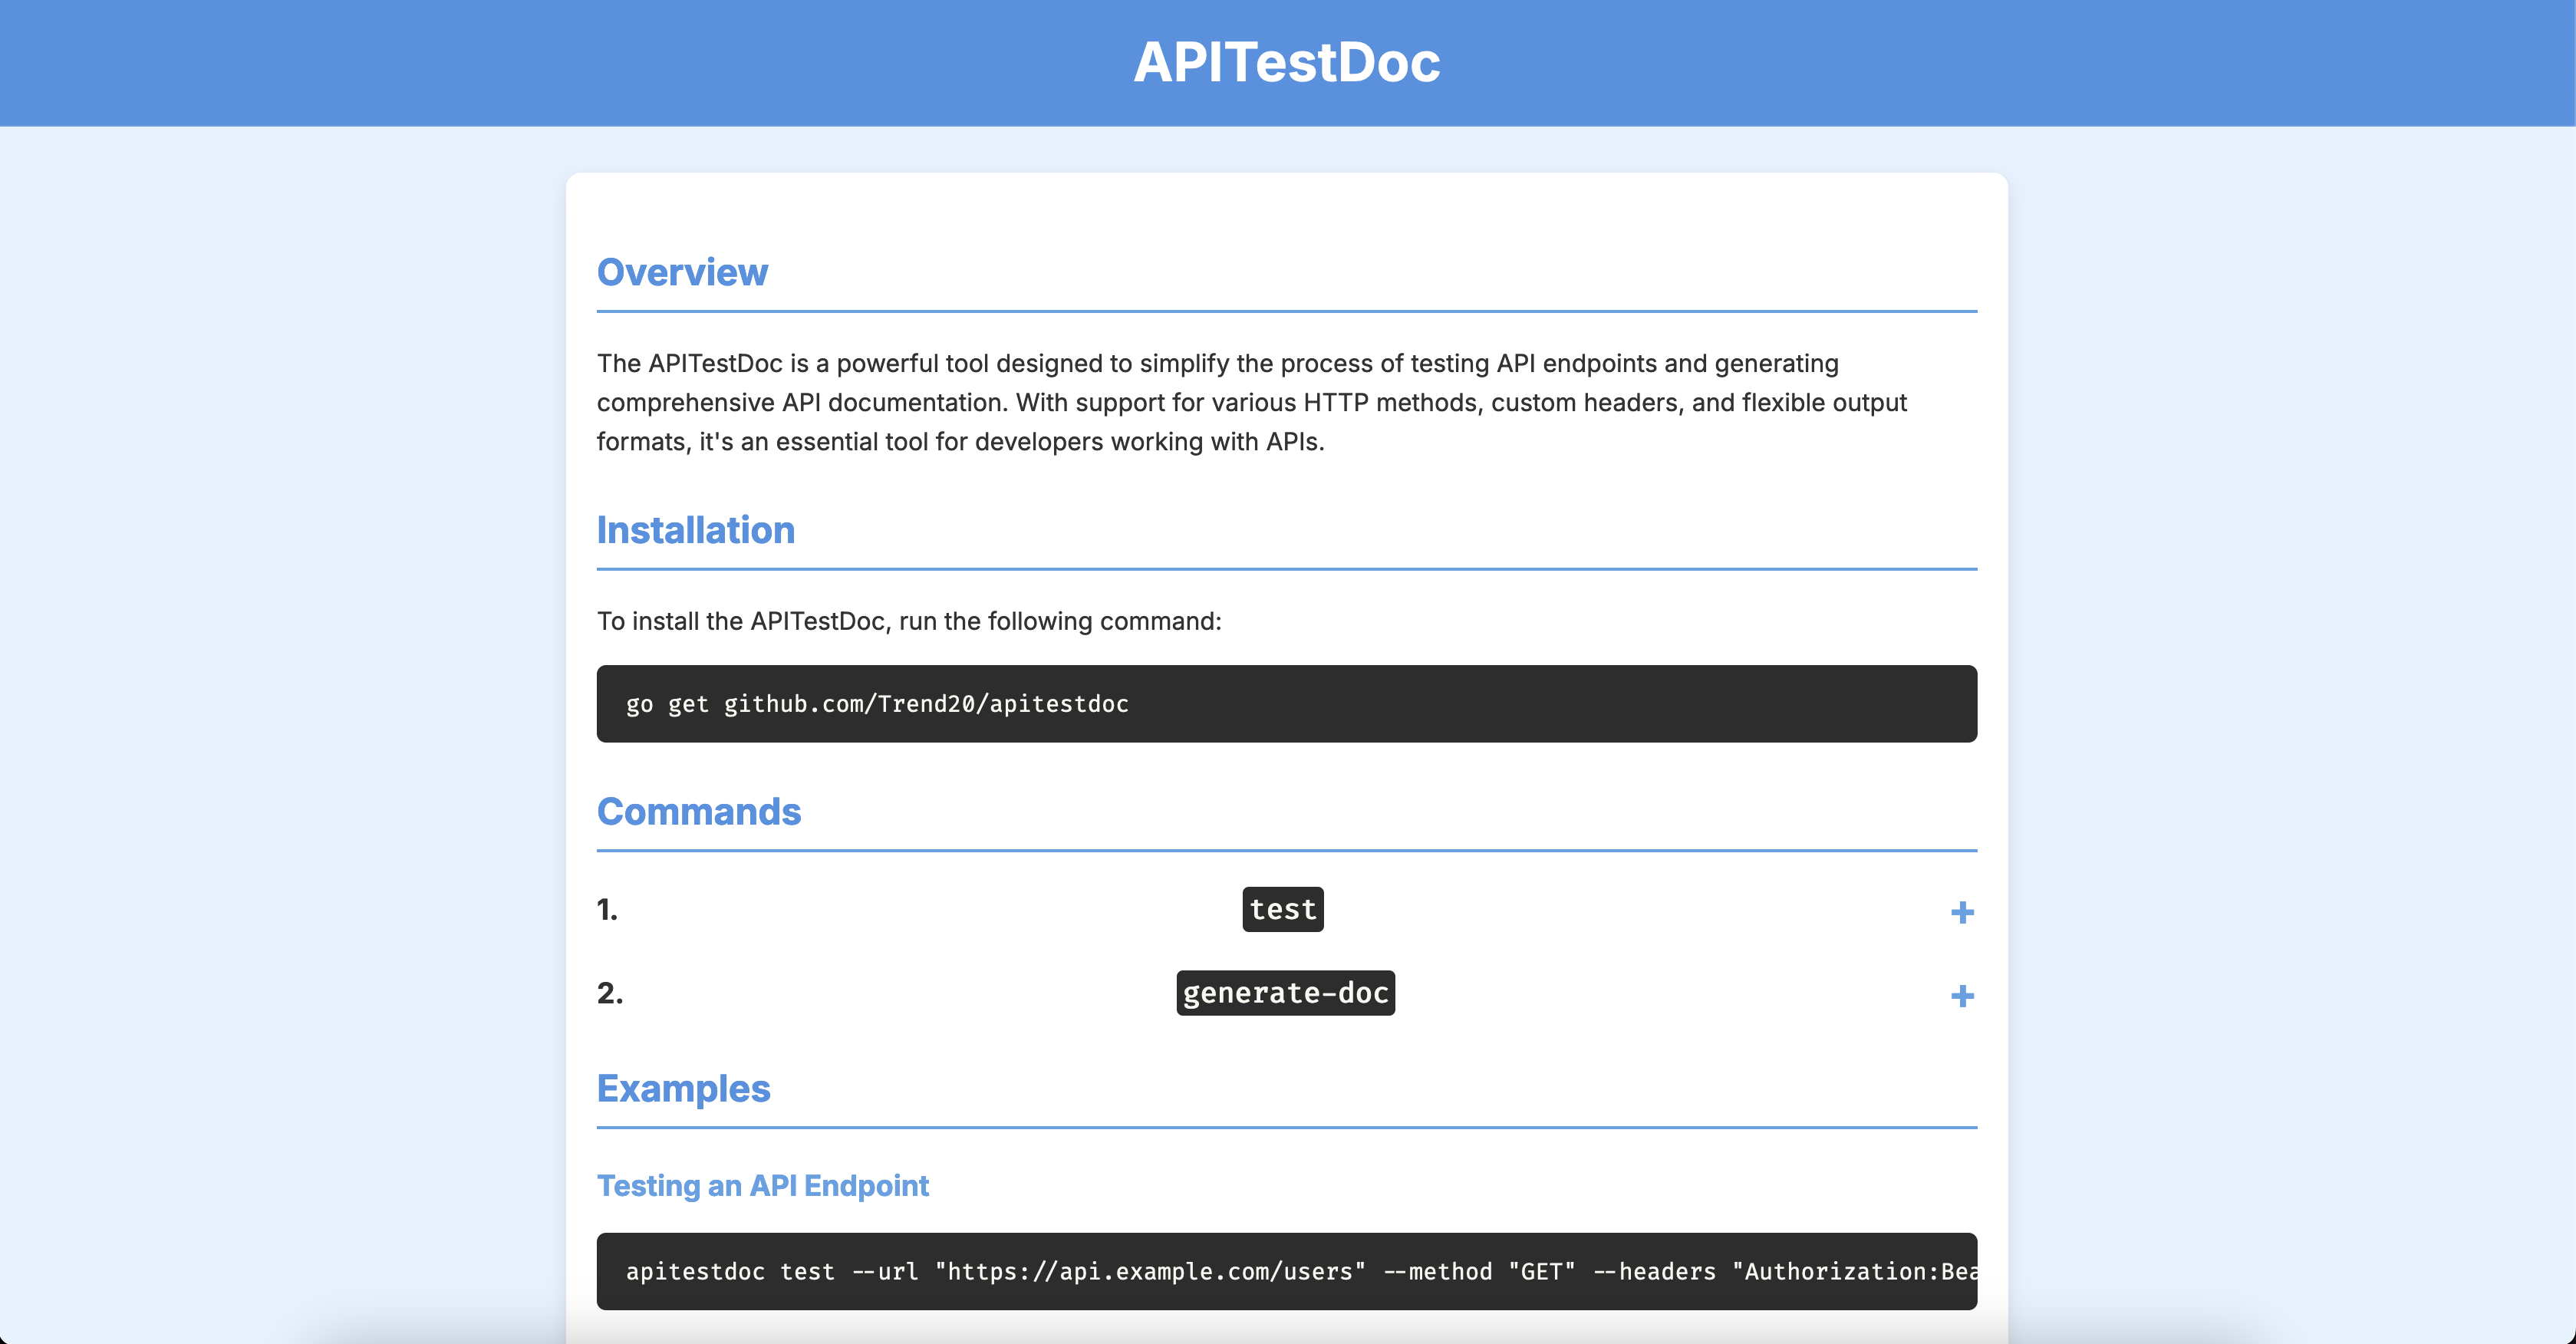 APITestDoc
Overview
The APITestDoc is a powerful tool designed to simplify the process of testing API endpoints and generating
comprehensive API documentation. With support for various HTTP methods, custom headers, and flexible output
formats, it's an essential tool for developers working with APIs.
Installation
To install the APITestDoc, run the following command:
go get github.com/Trend20/apitestdoc
Commands
1. test +
2. generate-doc +
Examples
Testing an API Endpoint
apitestdoc test --url "https://api.example.com/users" --method "GET" --headers "Authorization:Bea